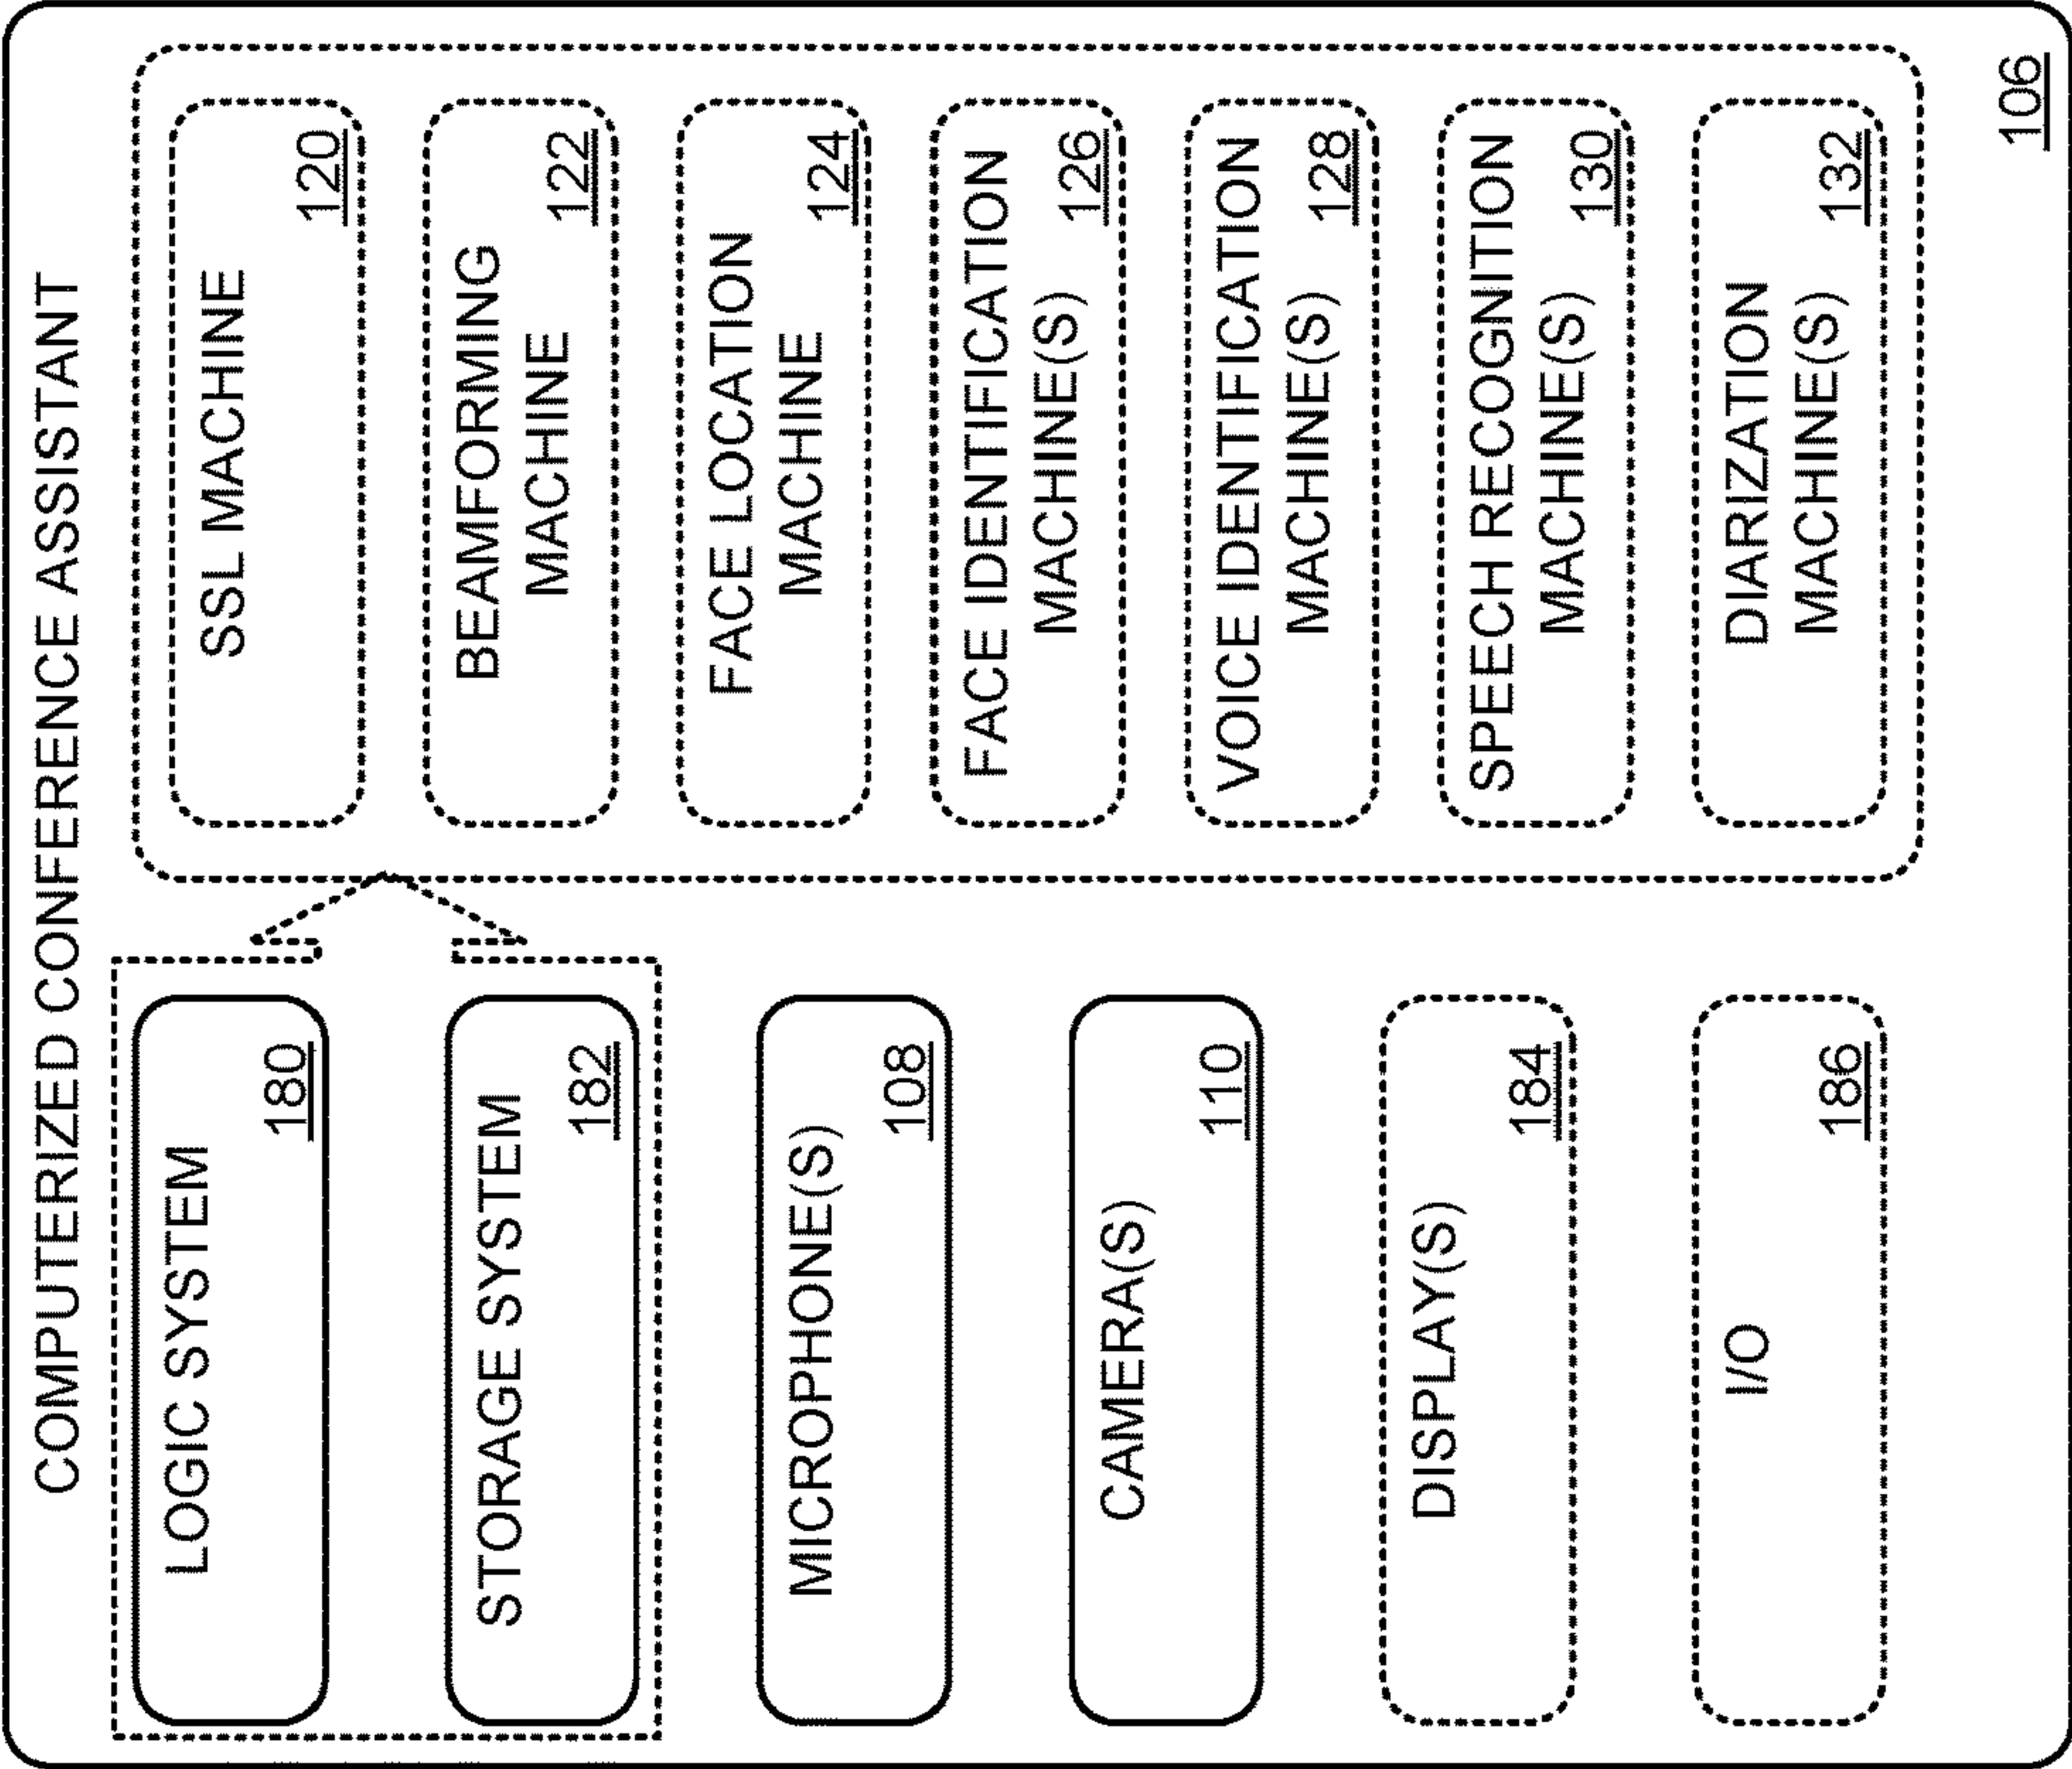 COMPUTERIZED CONFERENCE ASSISTANT
LOGIC SYSTEM
180
STORAGE SYSTEM
182
MICROPHONE(S)
108
CAMERA(S)
110
DISPLAY(S)
184
I/O
186
SSL MACHINE
120
BEAMFORMING
MACHINE
122
FACE LOCATION
MACHINE
124
FACE IDENTIFICATION
MACHINE(S)
126
VOICE IDENTIFICATION
MACHINE(S)
128
SPEECH RECOGNITION
MACHINE(S)
130
DIARIZATION
MACHINE(S)
132
106